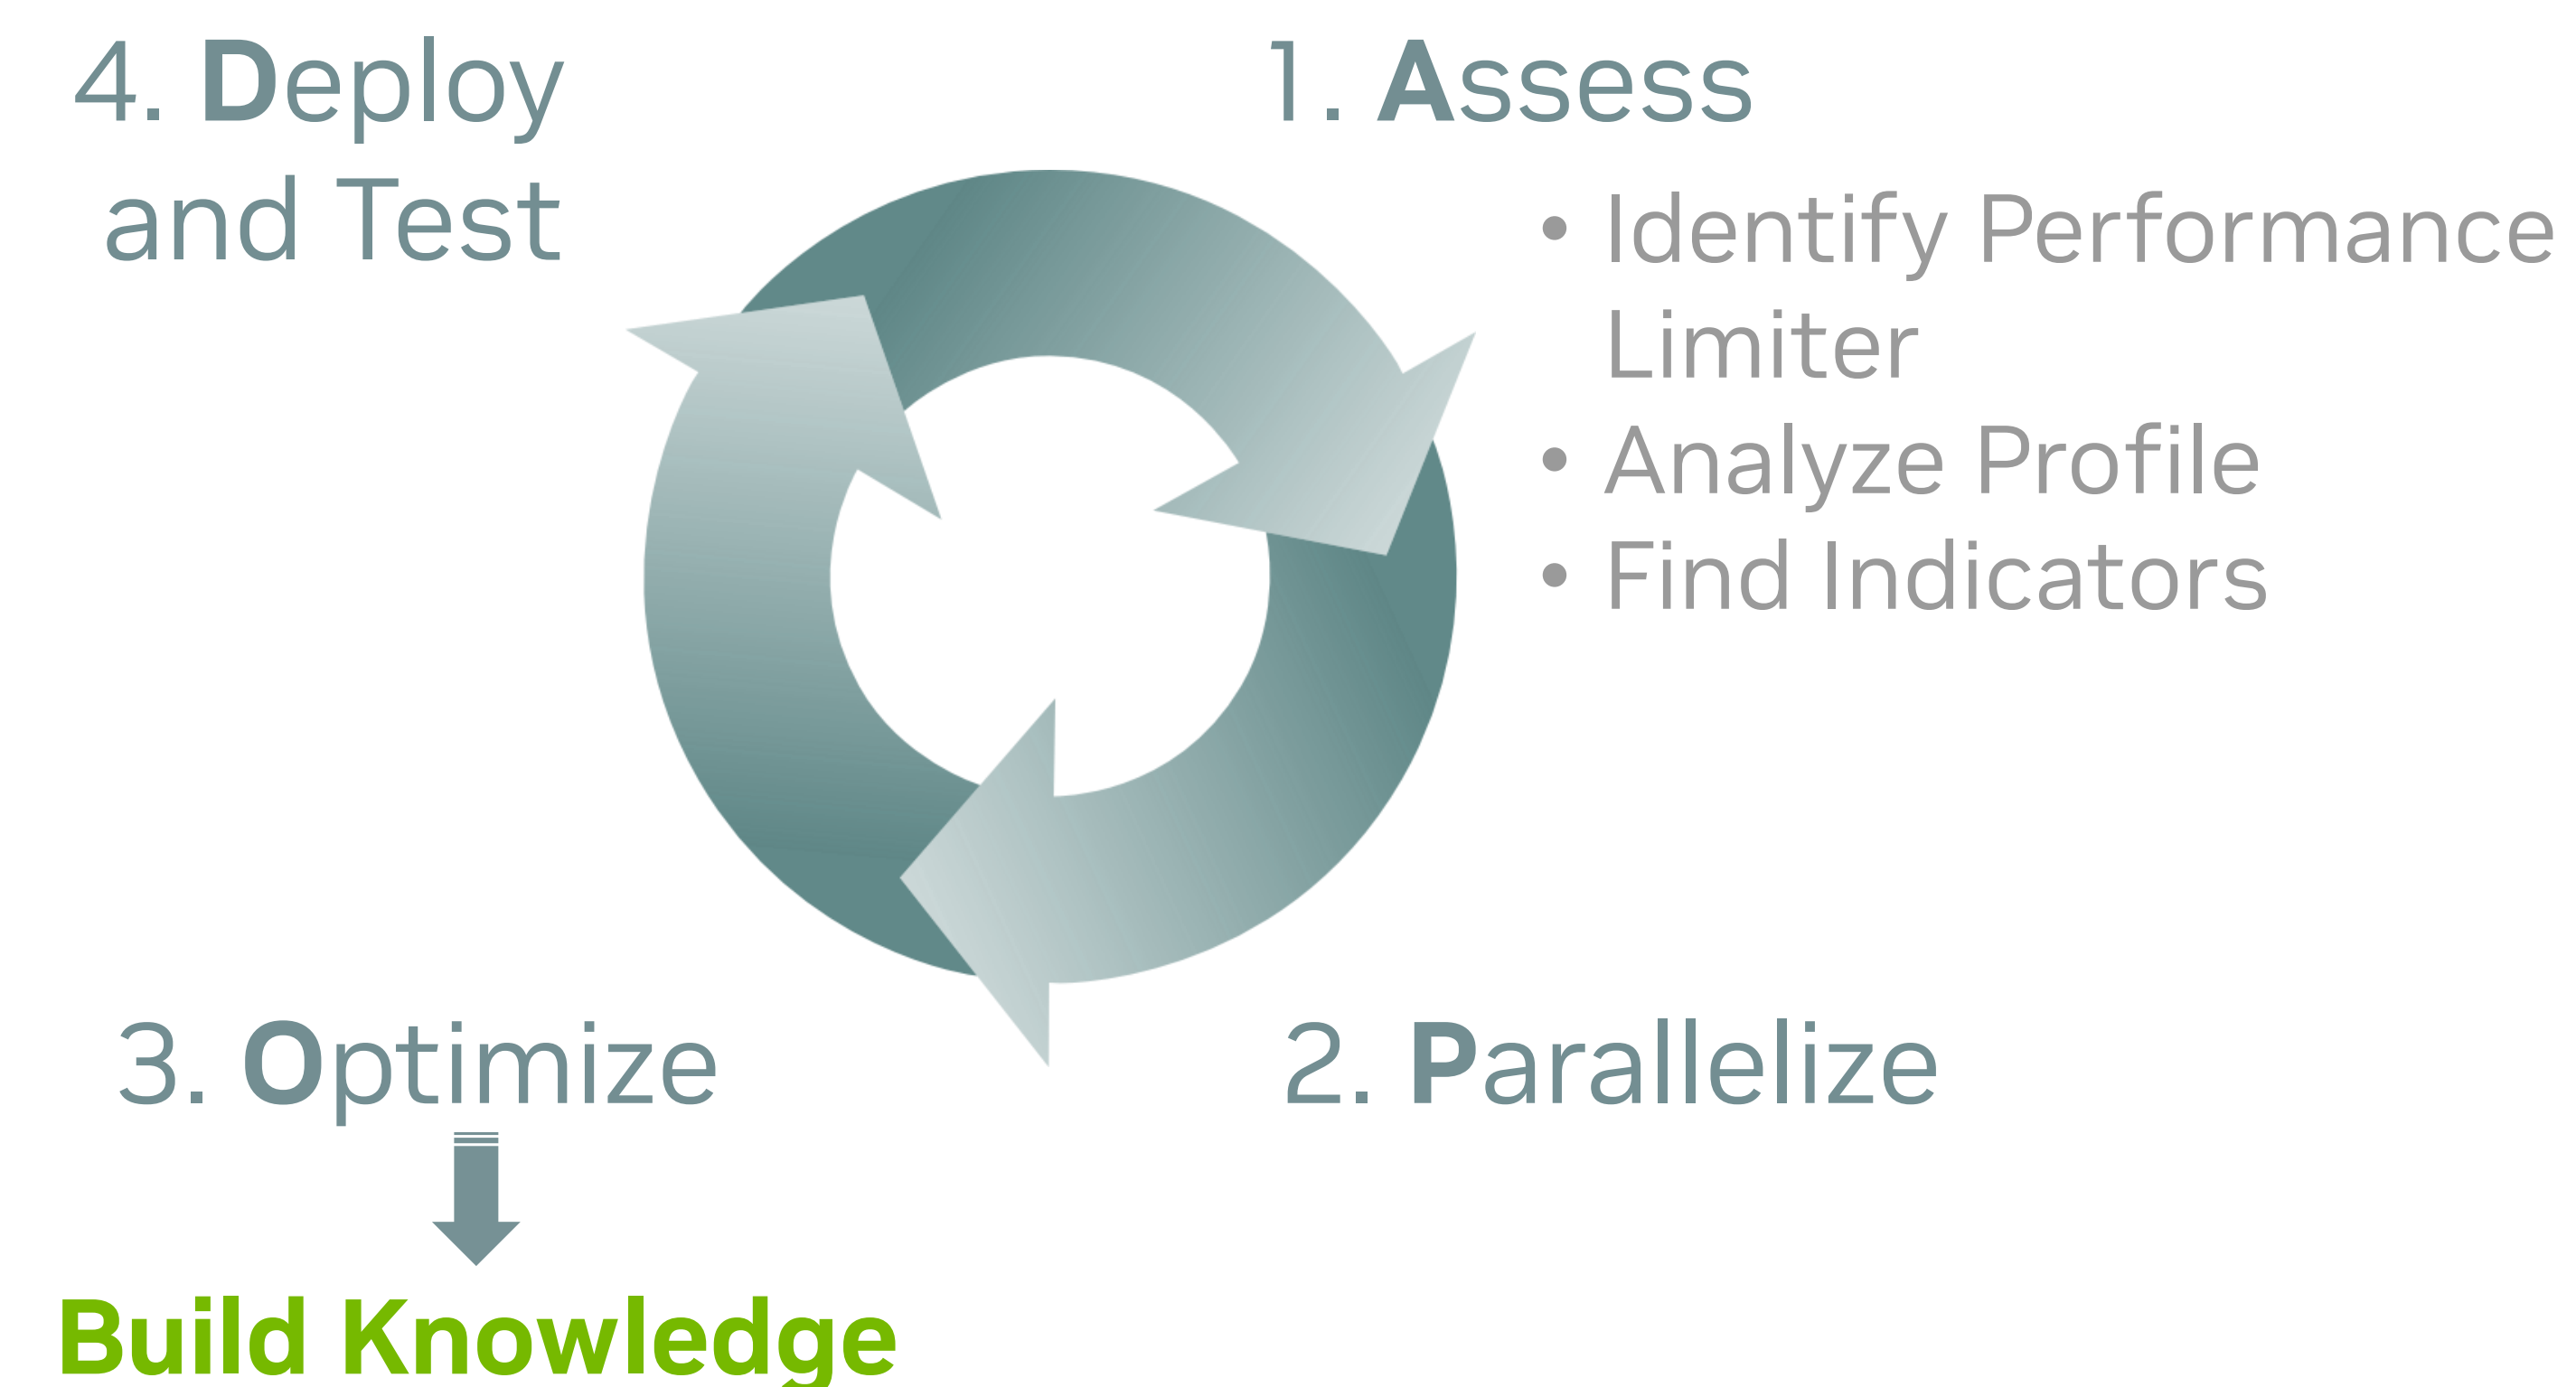 4. Deploy
and Test
1. Assess
• Identify Performance
Limiter
• Analyze Profile
• Find Indicators
3. Optimize
2. Parallelize
Build Knowledge